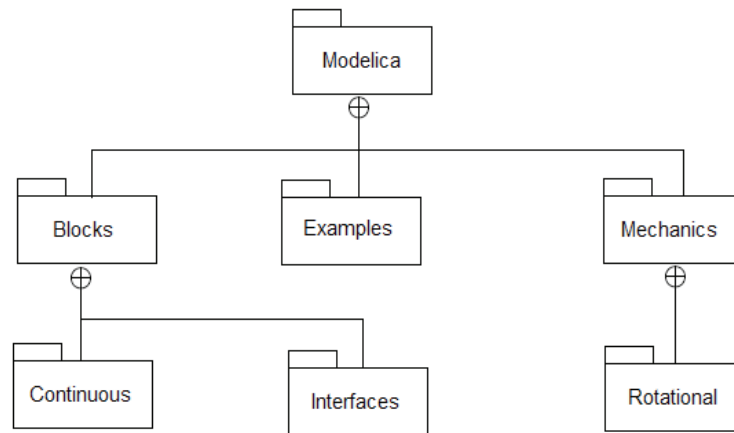 Modelica
Blocks
Examples
Mechanics
Continuous
Interfaces
Rotational